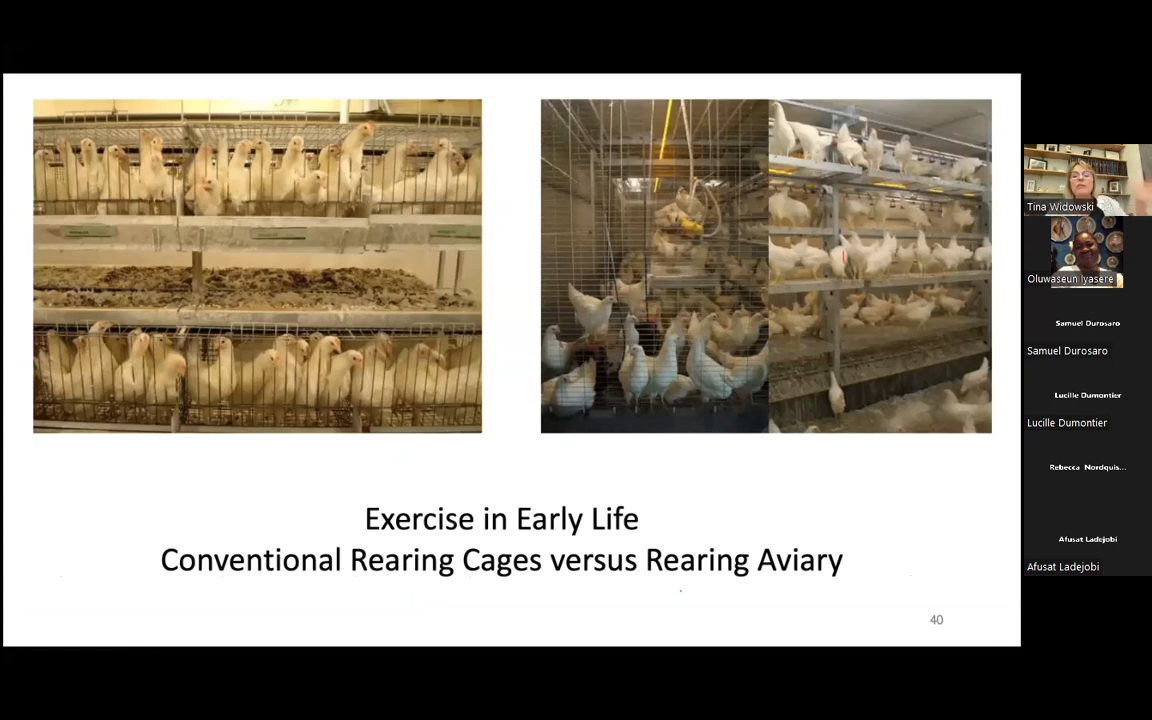 Exercise in Early Life
Conventional Rearing Cages versus Rearing Aviary
40
Tina Widowski
Oluwaseun Iyasere
Samuel Durosaro
Samuel Durosaro
Lucille Dumontier
Lucille Dumontier
Rebecca Nordquis...
Afusat Ladejobi
Afusat Ladejobi